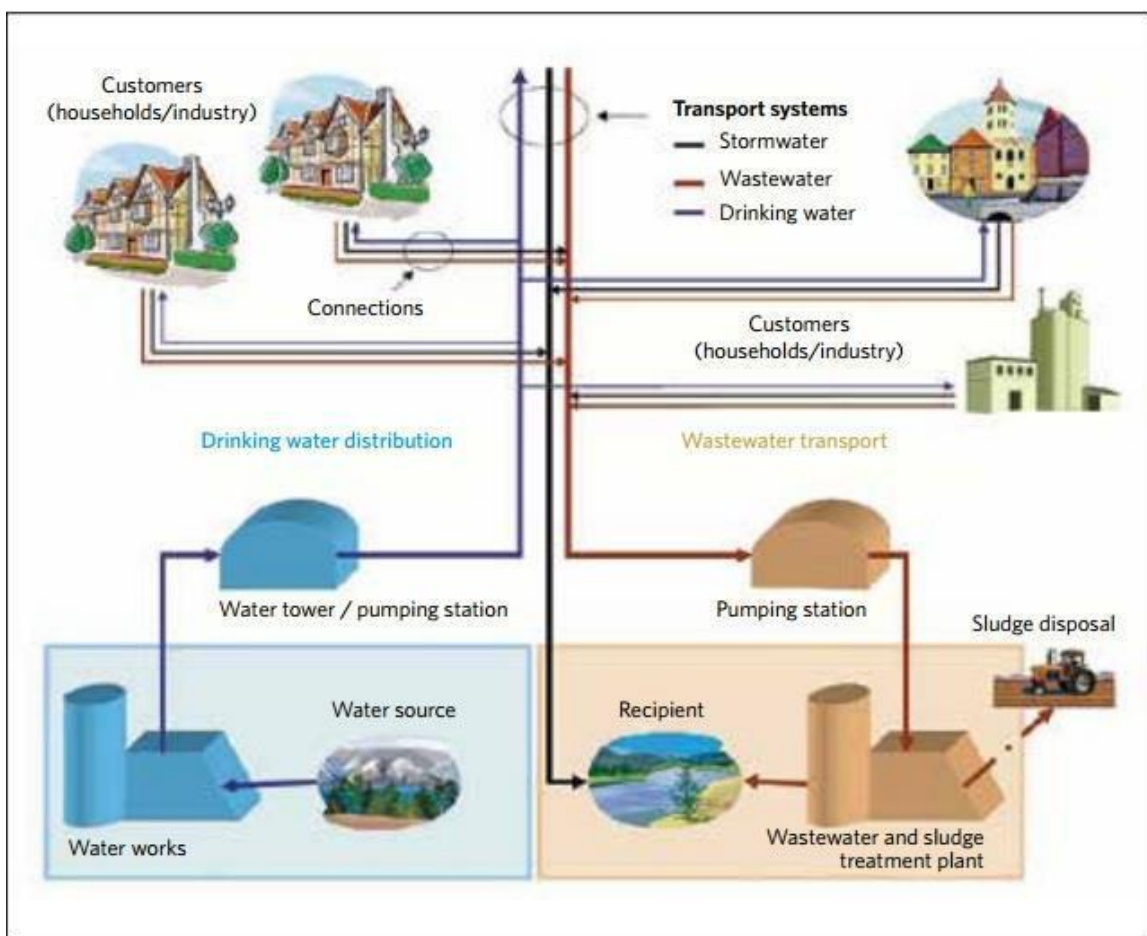 Customers
(households/industry)
Transport systems
Stormwater
Wastewater
Drinking water
Connections
Customers
(households/industry)
Drinking water distribution
Wastewater transport
Water tower / pumping station
Pumping station
Sludge disposal
Water source
Recipient
Water works
Wastewater and sludge
treatment plant